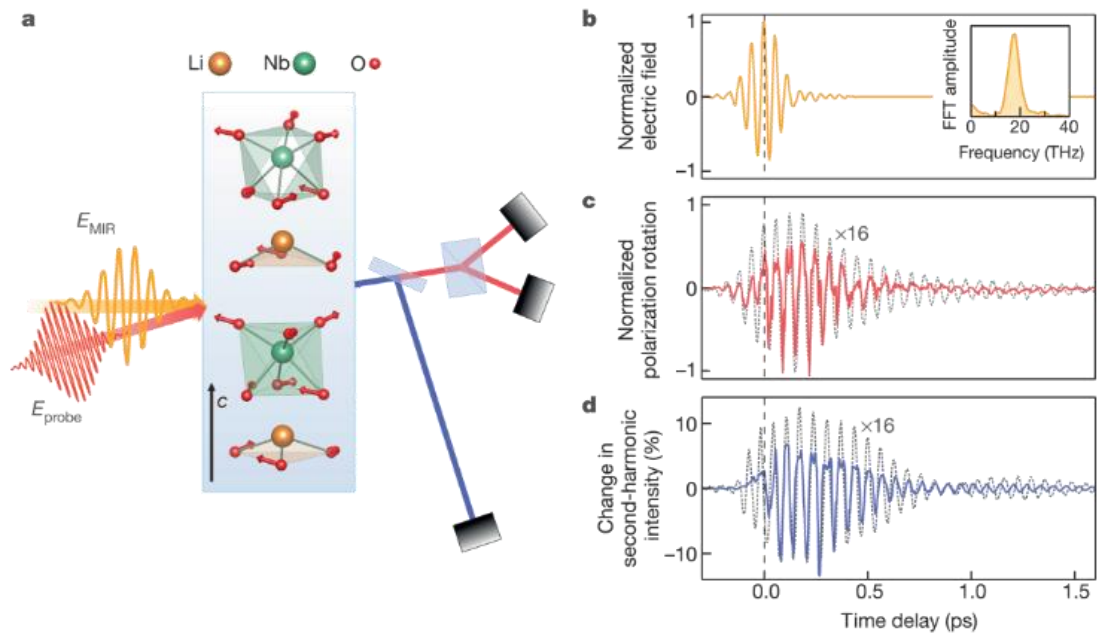 a
Li Nb O
E_MIR
E_probe
c
b
Normalized
electric field
1
0
−1
FFT amplitude
0 20 40
Frequency (THz)
c
Normalized
polarization rotation
1
0
−1
×16
d
Change in
second-harmonic
intensity (%)
10
0
−10
×16
0.0 0.5 1.0 1.5
Time delay (ps)